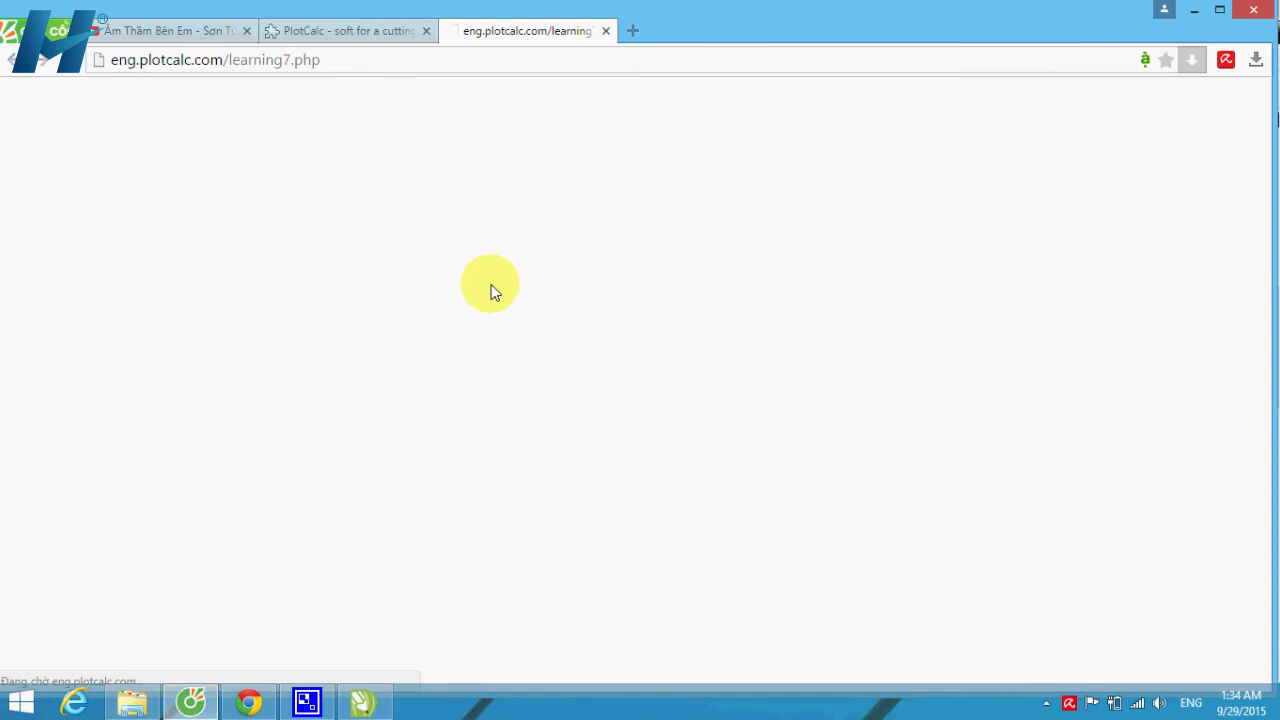 Âm Thầm Bên Em - Sơn Tù
PlotCalc - soft for a cutting
eng.plotcalc.com/learning7
eng.plotcalc.com/learning7.php
Đang chờ eng.plotcalc.com...
ENG
1:34 AM
9/29/2015